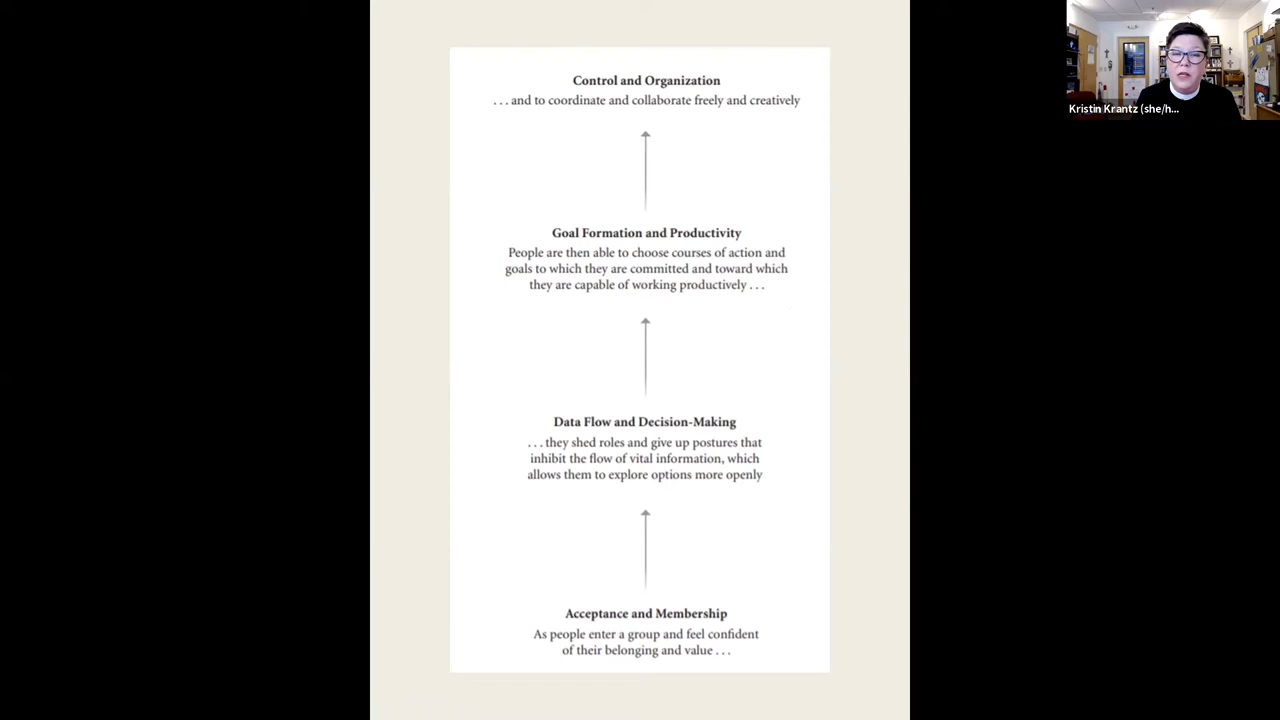 Control and Organization
. . . and to coordinate and collaborate freely and creatively
Goal Formation and Productivity
People are then able to choose courses of action and
goals to which they are committed and toward which
they are capable of working productively . . .
Data Flow and Decision-Making
. . . they shed roles and give up postures that
inhibit the flow of vital information, which
allows them to explore options more openly
Acceptance and Membership
As people enter a group and feel confident
of their belonging and value . . .
Kristin Krantz (she/h...